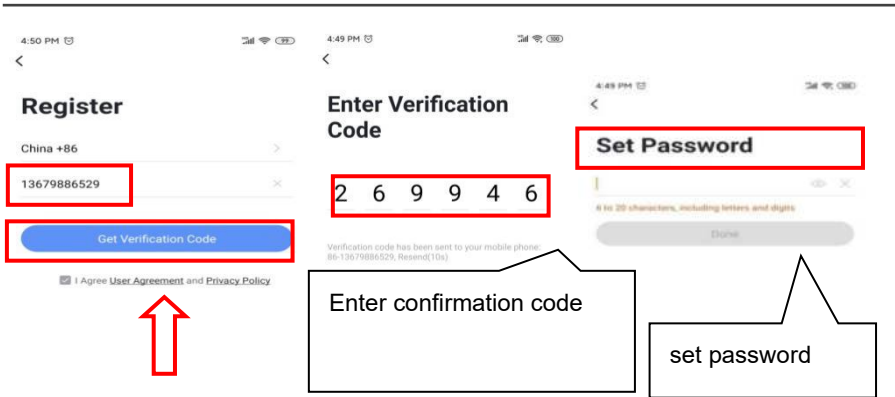 4:50 PM
99
Register
China +86
13679886529
Get Verification Code
I Agree User Agreement and Privacy Policy
4:49 PM
100
Enter Verification
Code
2 6 9 9 4 6
Verification code has been sent to your mobile phone:
86-13679886529, Resend(10s)
Enter confirmation code
4:49 PM
100
Set Password
6 to 20 characters, including letters and digits
Done
set password